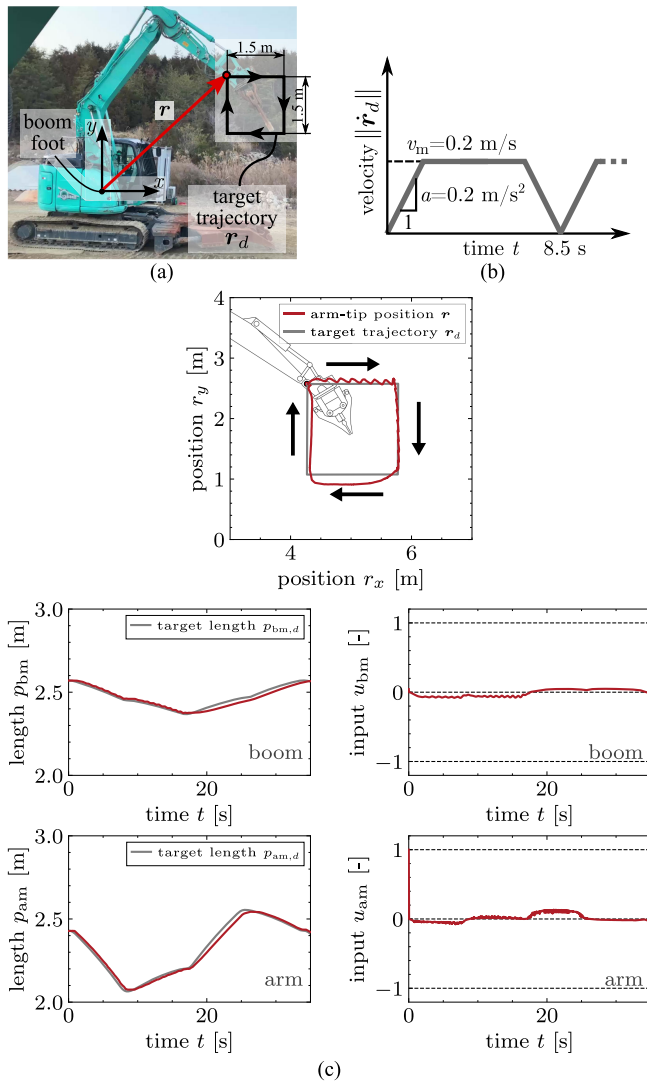 1.5 m
1.5 m
r
boom
foot
y
x
target
trajectory
r_d
(a)
velocity ||ṙ_d||
v_m=0.2 m/s
a=0.2 m/s²
1
time t
8.5 s
(b)
4
3
2
1
0
position r_y [m]
arm-tip position r
target trajectory r_d
4
6
7
position r_x [m]
3.0
2.5
2.0
length p_bm [m]
target length p_bm,d
boom
0
20
time t [s]
1
0
−1
input u_bm [-]
boom
0
20
time t [s]
3.0
2.5
2.0
length p_am [m]
target length p_am,d
arm
0
20
time t [s]
1
0
−1
input u_am [-]
arm
0
20
time t [s]
(c)